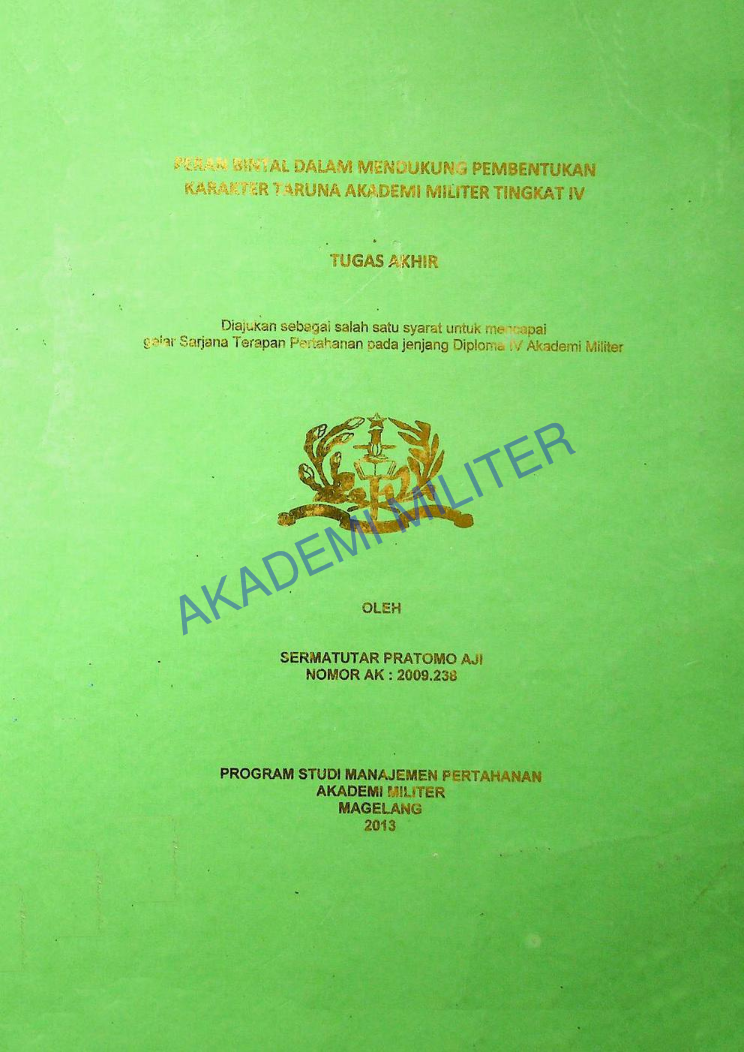 PERAN BINTAL DALAM MENDUKUNG PEMBENTUKAN
KARAKTER TARUNA AKADEMI MILITER TINGKAT IV
TUGAS AKHIR
Diajukan sebagai salah satu syarat untuk mencapai
gelar Sarjana Terapan Pertahanan pada jenjang Diploma IV Akademi Militer
AKADEMI MILITER
OLEH
SERMATUTAR PRATOMO AJI
NOMOR AK : 2009.238
PROGRAM STUDI MANAJEMEN PERTAHANAN
AKADEMI MILITER
MAGELANG
2013